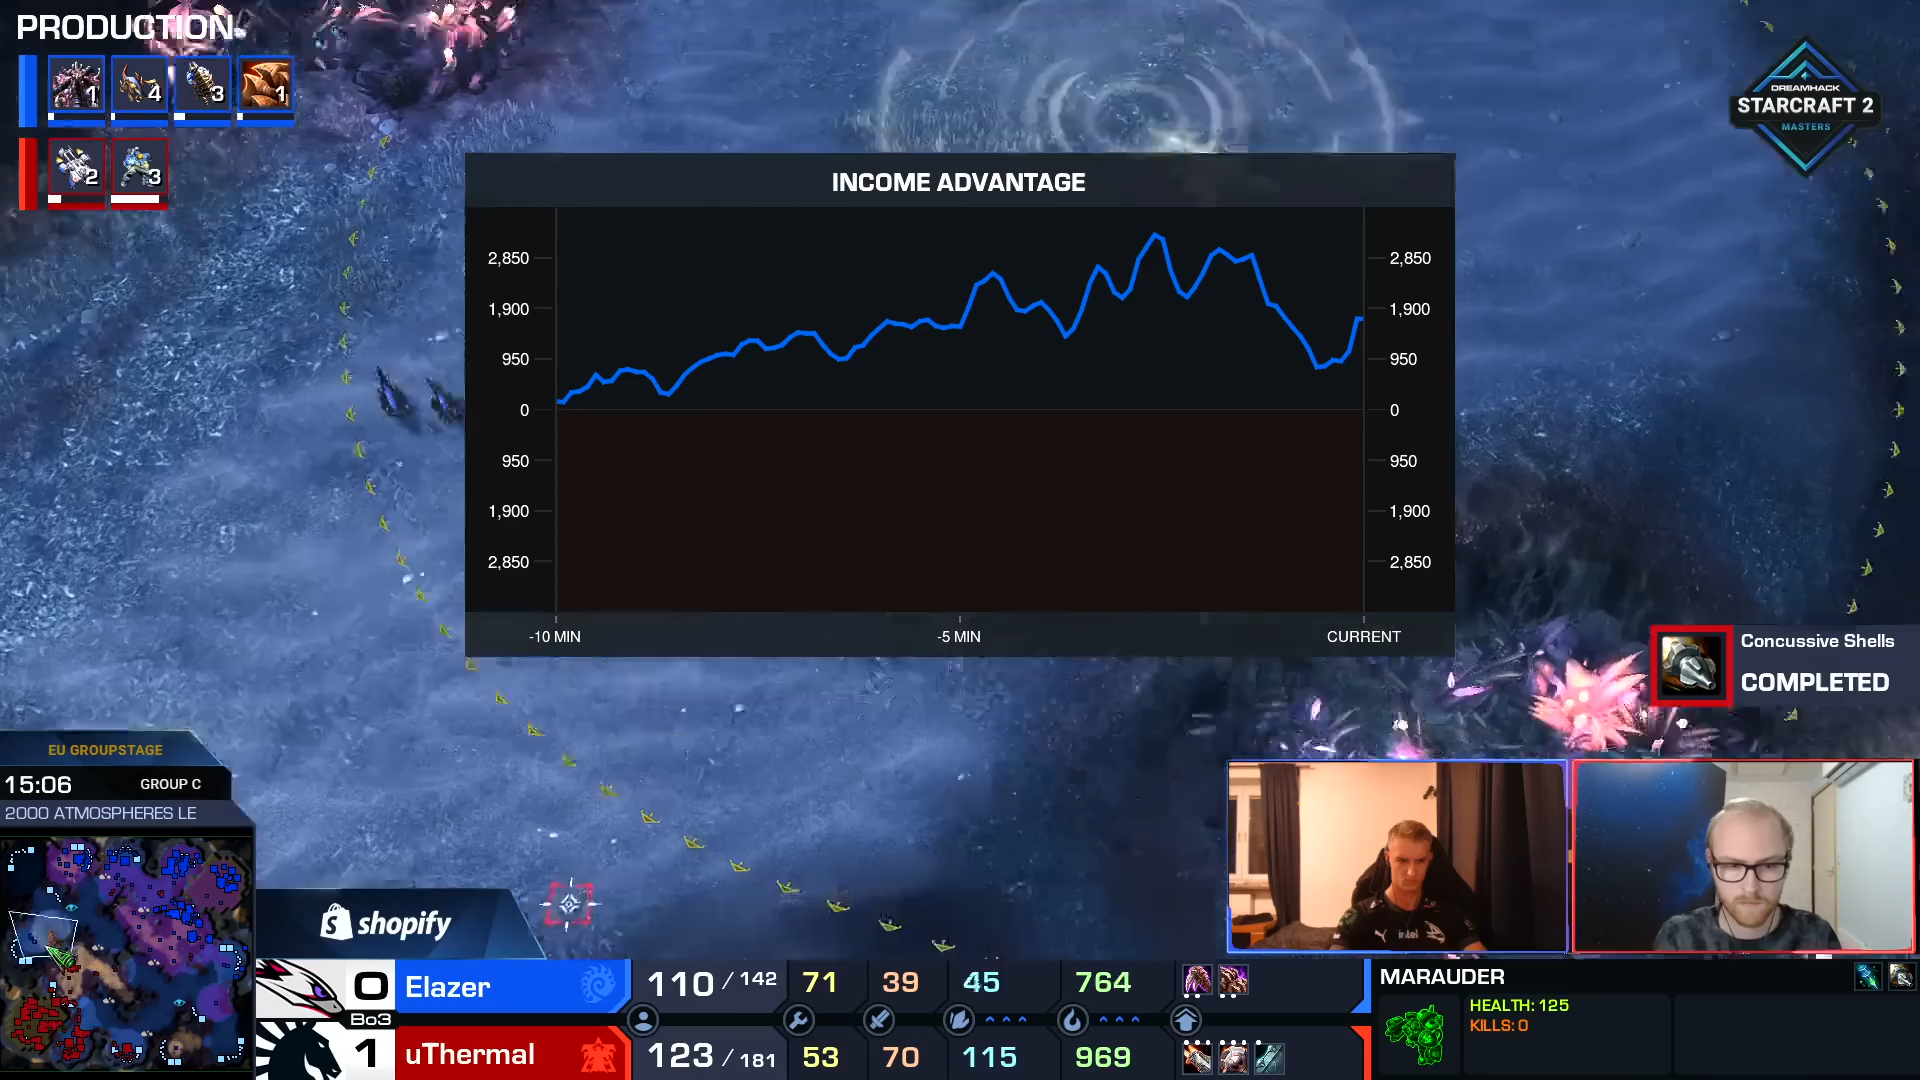 PRODUCTION
1 4 3 1
2 3
DREAMHACK
STARCRAFT 2
MASTERS
INCOME ADVANTAGE
2,850 2,850
1,900 1,900
950 950
0 0
950 950
1,900 1,900
2,850 2,850
-10 MIN -5 MIN CURRENT
Concussive Shells
COMPLETED
EU GROUPSTAGE
15:06 GROUP C
2000 ATMOSPHERES LE
shopify
intel
0 Elazer 110 / 142 71 39 45 764
Bo3
1 uThermal 123 / 181 53 70 115 969
MARAUDER
HEALTH: 125
KILLS: 0